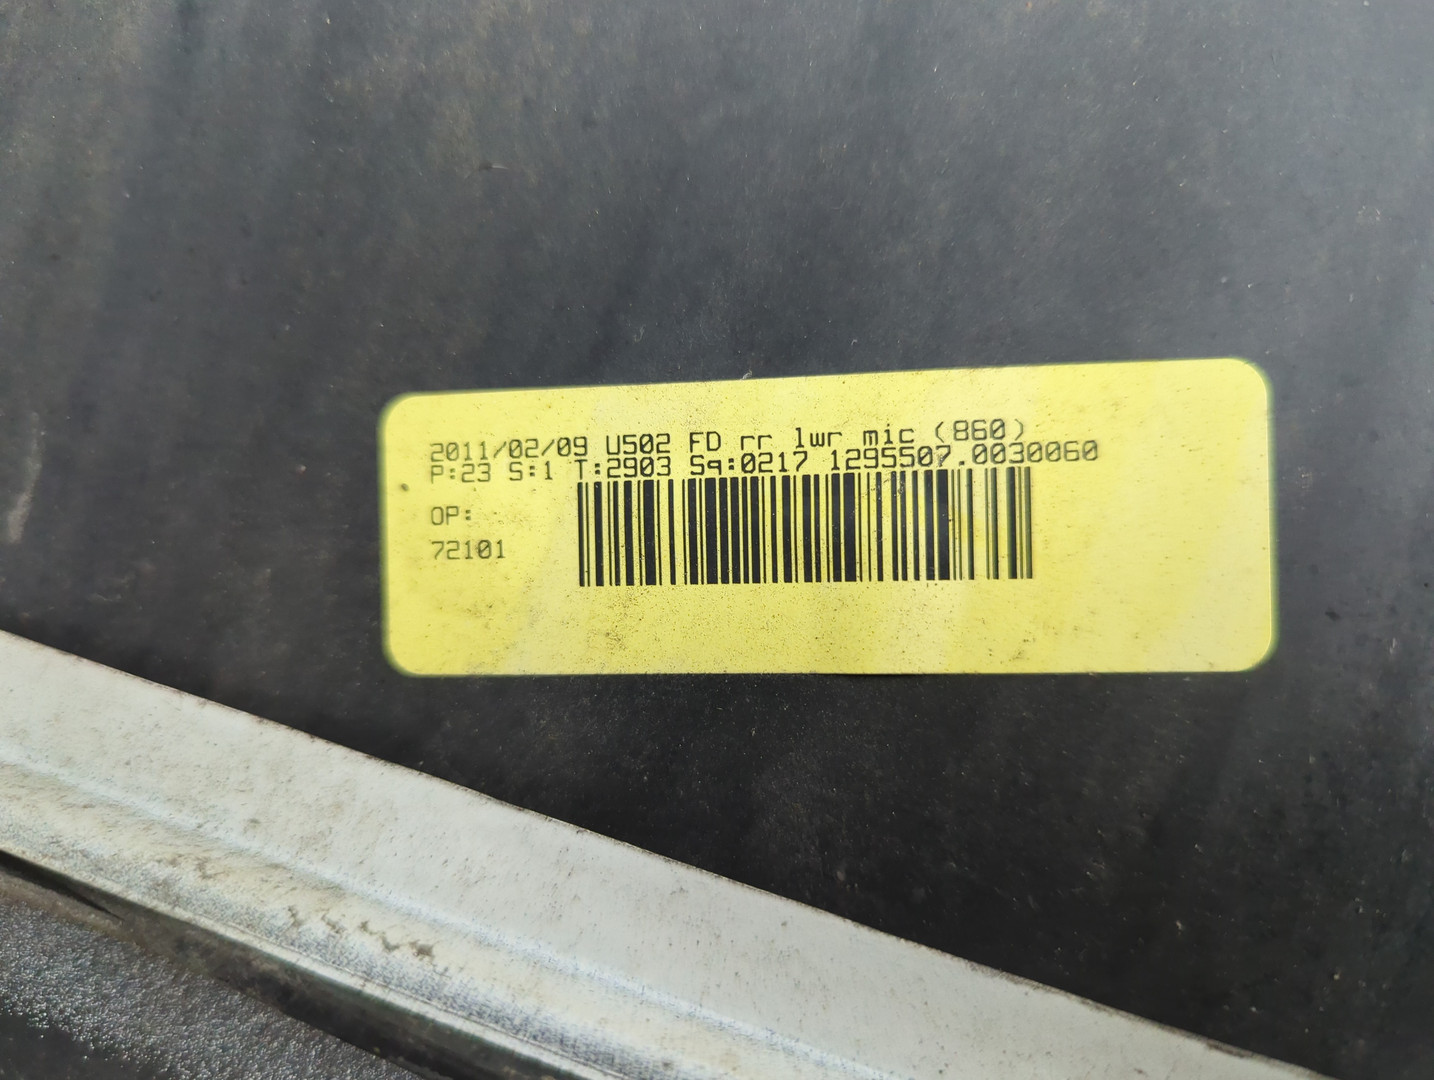 2011/02/09 U502 FD rr lwr mic (860)
P:23 S:1 T:2903 Sq:0217 1295507.0030060
OP:
72101